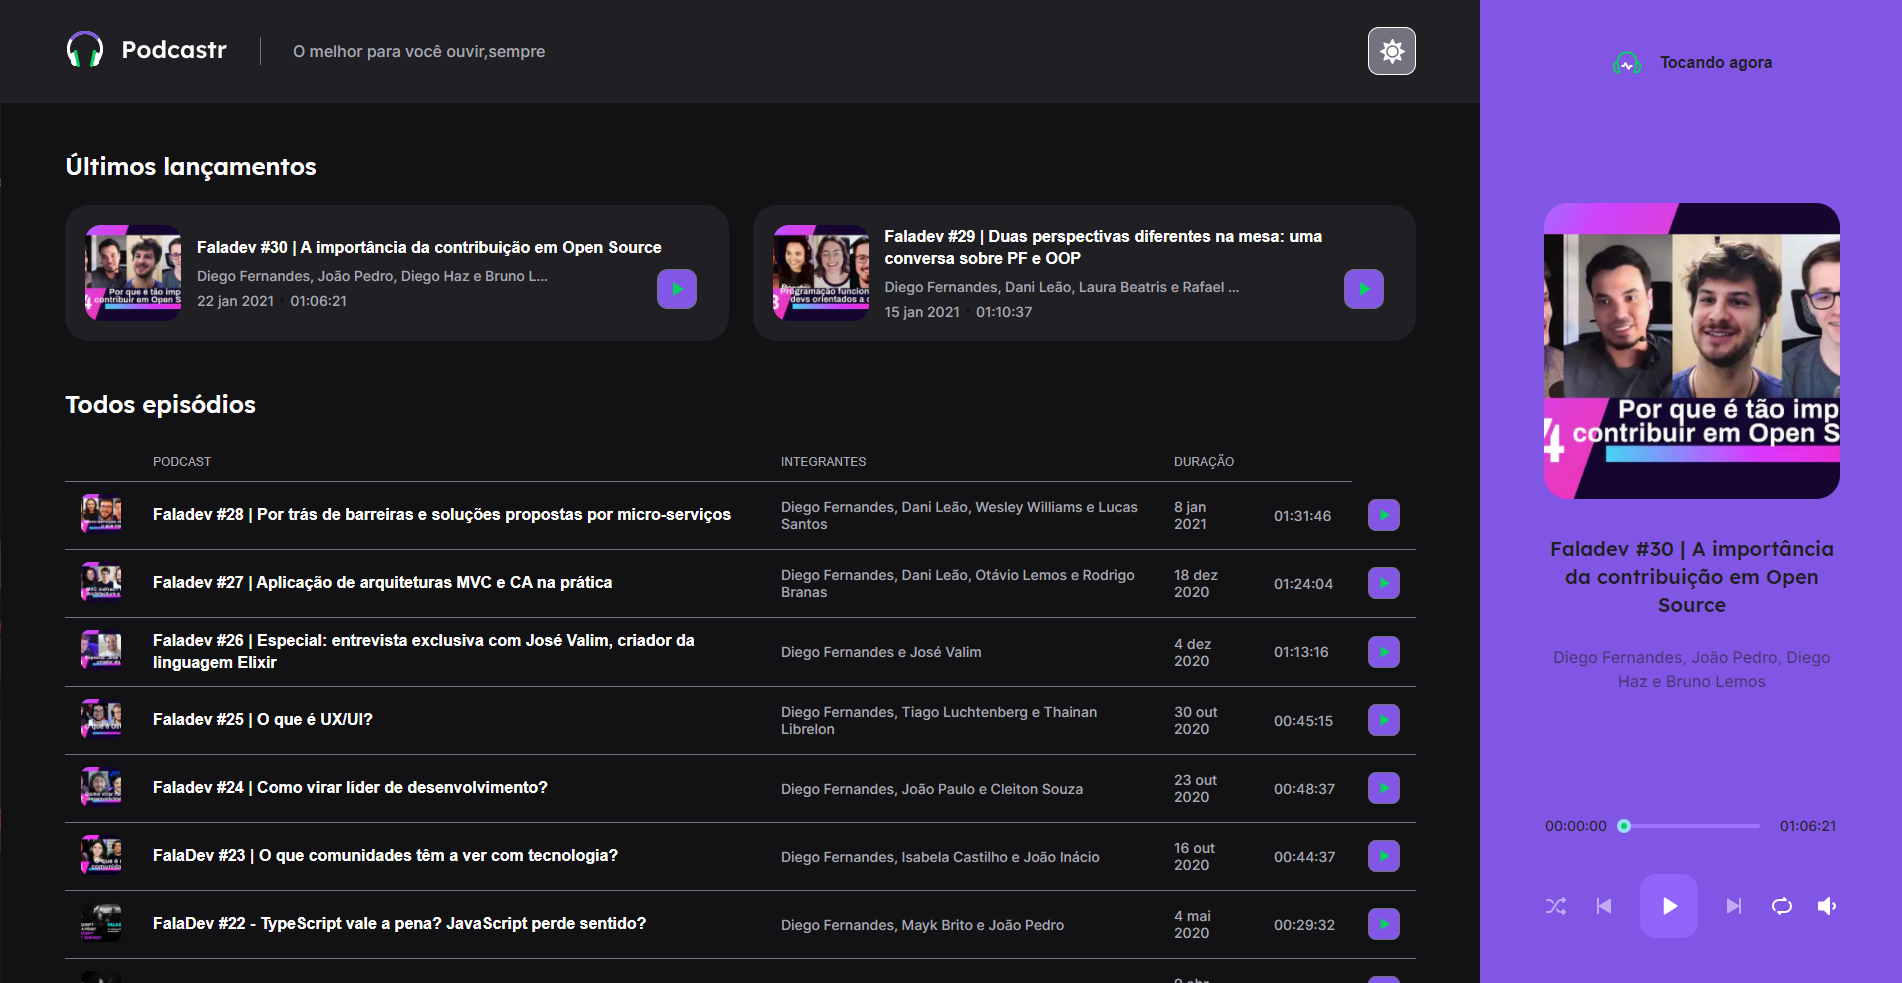 Podcastr
O melhor para você ouvir,sempre
Tocando agora
Últimos lançamentos
Faladev #30 | A importância da contribuição em Open Source
Diego Fernandes, João Pedro, Diego Haz e Bruno L...
22 jan 2021 01:06:21
Por que é tão im
contribuir em Open S
Faladev #29 | Duas perspectivas diferentes na mesa: uma
conversa sobre PF e OOP
Diego Fernandes, Dani Leão, Laura Beatris e Rafael ...
15 jan 2021 01:10:37
Programação funcion
devs orientados a
Todos episódios
PODCAST INTEGRANTES DURAÇÃO
Faladev #28 | Por trás de barreiras e soluções propostas por micro-serviços
Diego Fernandes, Dani Leão, Wesley Williams e Lucas
Santos
8 jan
2021
01:31:46
Faladev #27 | Aplicação de arquiteturas MVC e CA na prática
Diego Fernandes, Dani Leão, Otávio Lemos e Rodrigo
Branas
18 dez
2020
01:24:04
Faladev #26 | Especial: entrevista exclusiva com José Valim, criador da
linguagem Elixir
Diego Fernandes e José Valim
4 dez
2020
01:13:16
Faladev #25 | O que é UX/UI?
Diego Fernandes, Tiago Luchtenberg e Thainan
Librelon
30 out
2020
00:45:15
Faladev #24 | Como virar líder de desenvolvimento?
Diego Fernandes, João Paulo e Cleiton Souza
23 out
2020
00:48:37
FalaDev #23 | O que comunidades têm a ver com tecnologia?
Diego Fernandes, Isabela Castilho e João Inácio
16 out
2020
00:44:37
FalaDev #22 - TypeScript vale a pena? JavaScript perde sentido?
Diego Fernandes, Mayk Brito e João Pedro
4 mai
2020
00:29:32
Por que é tão imp
4 contribuir em Open S
Faladev #30 | A importância
da contribuição em Open
Source
Diego Fernandes, João Pedro, Diego
Haz e Bruno Lemos
00:00:00 01:06:21